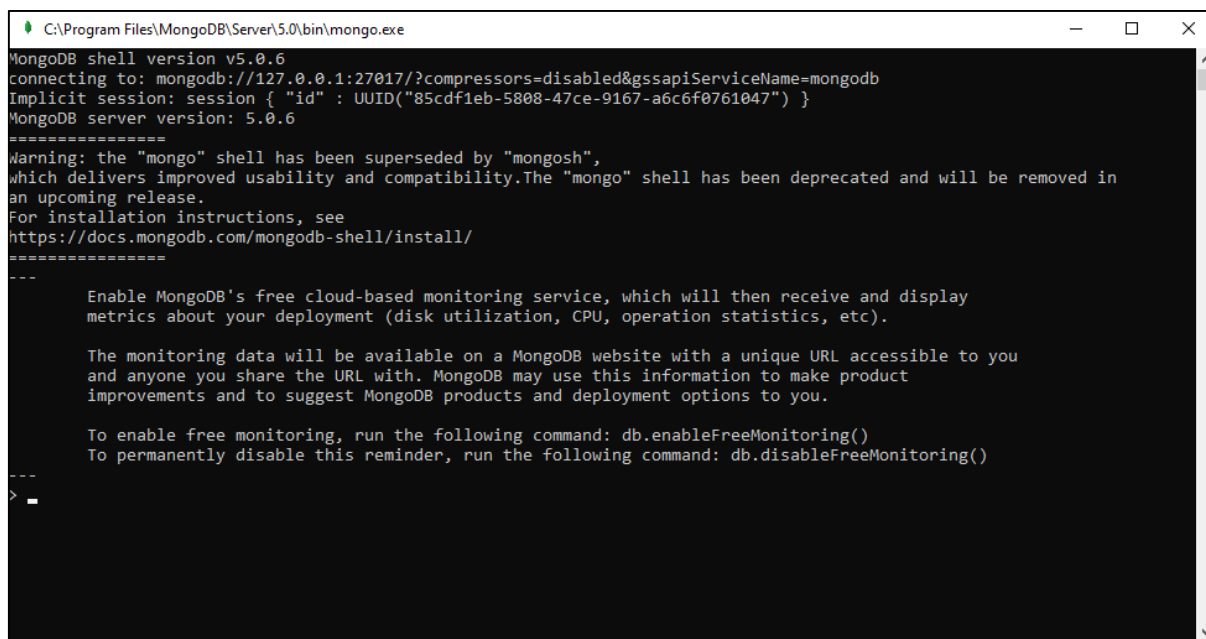 C:\Program Files\MongoDB\Server\5.0\bin\mongo.exe
MongoDB shell version v5.0.6
connecting to: mongodb://127.0.0.1:27017/?compressors=disabled&gssapiServiceName=mongodb
Implicit session: session { "id" : UUID("85cdf1eb-5808-47ce-9167-a6c6f0761047") }
MongoDB server version: 5.0.6
================
Warning: the "mongo" shell has been superseded by "mongosh",
which delivers improved usability and compatibility.The "mongo" shell has been deprecated and will be removed in
an upcoming release.
For installation instructions, see
https://docs.mongodb.com/mongodb-shell/install/
================
---
Enable MongoDB's free cloud-based monitoring service, which will then receive and display
metrics about your deployment (disk utilization, CPU, operation statistics, etc).
The monitoring data will be available on a MongoDB website with a unique URL accessible to you
and anyone you share the URL with. MongoDB may use this information to make product
improvements and to suggest MongoDB products and deployment options to you.
To enable free monitoring, run the following command: db.enableFreeMonitoring()
To permanently disable this reminder, run the following command: db.disableFreeMonitoring()
---
>